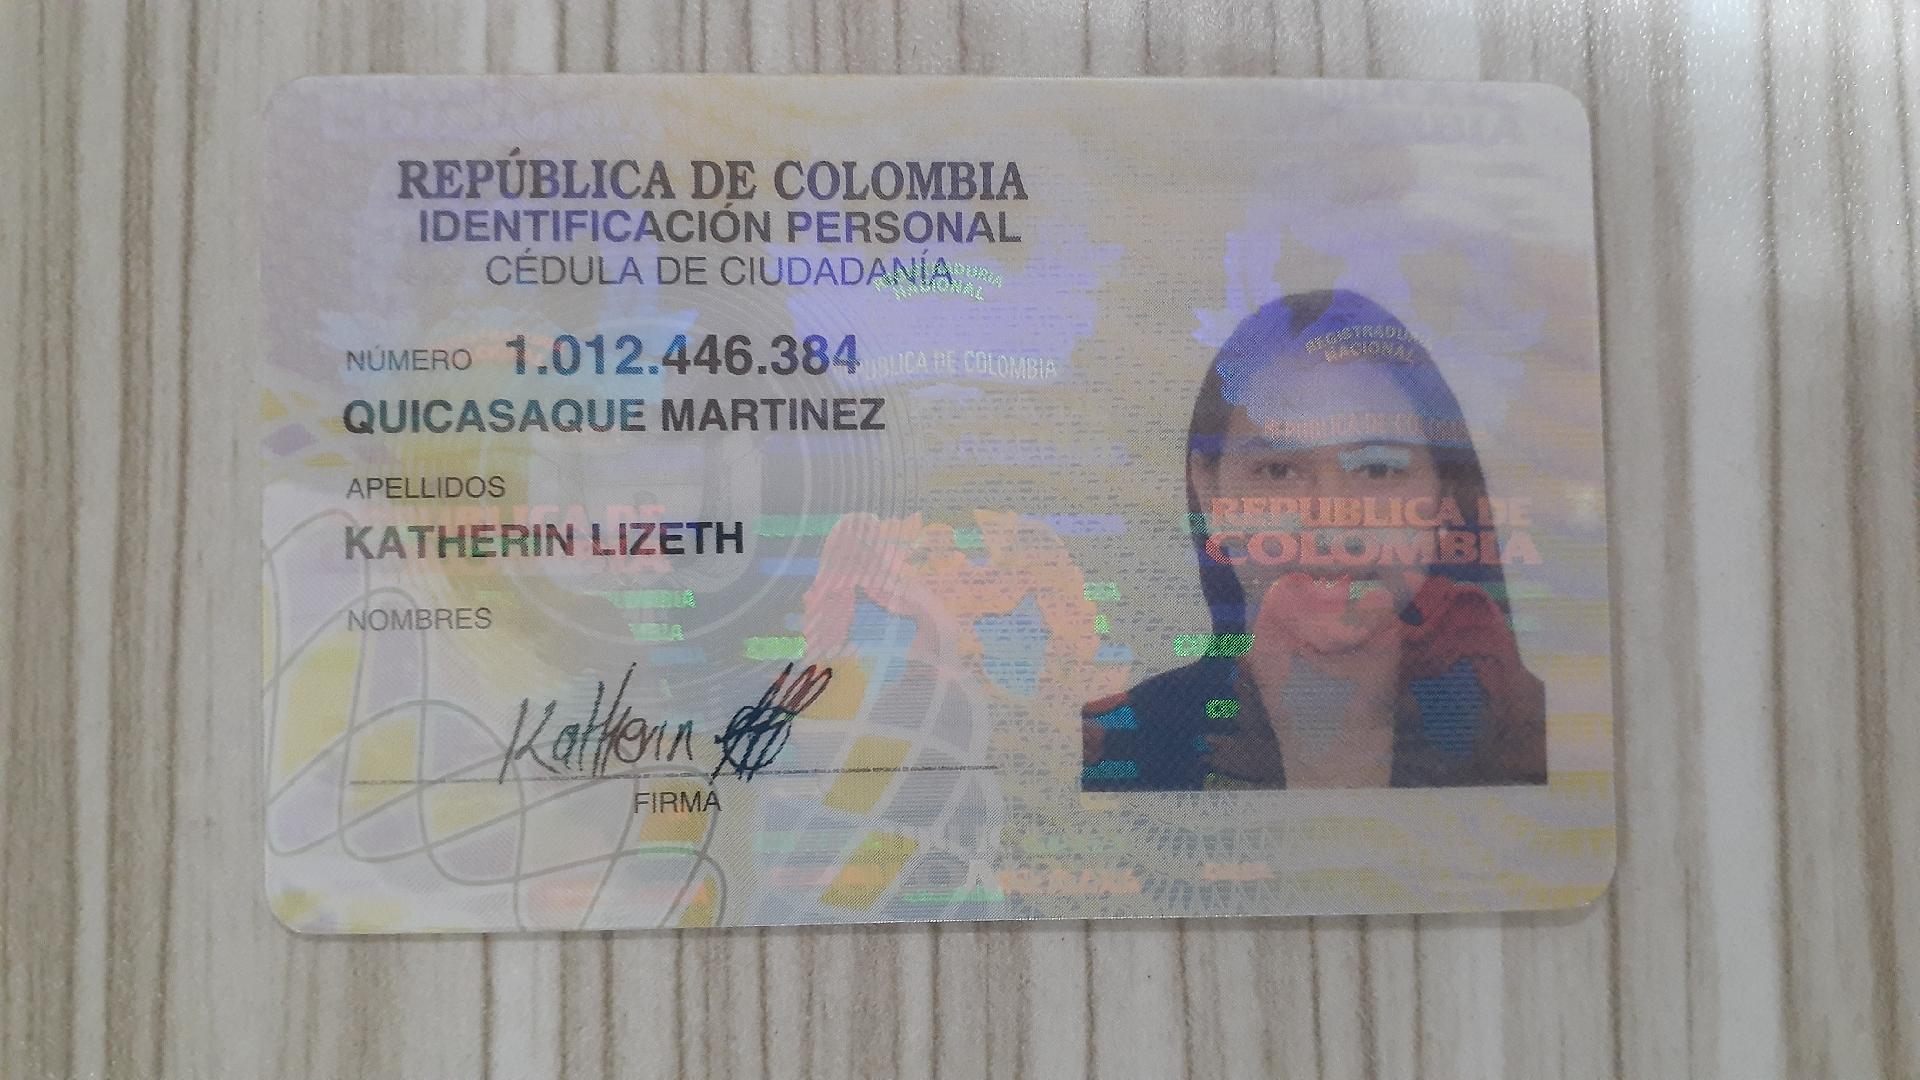 REPÚBLICA DE COLOMBIA
IDENTIFICACIÓN PERSONAL
CÉDULA DE CIUDADANÍA
REGISTRADURIA
NACIONAL
NÚMERO 1.012.446.384
REPUBLICA DE COLOMBIA
QUICASAQUE MARTINEZ
APELLIDOS
KATHERIN LIZETH
NOMBRES
Katherin
FIRMA
REGISTRADURIA
NACIONAL
REPUBLICA DE COLOMBIA
REPUBLICA DE
COLOMBIA